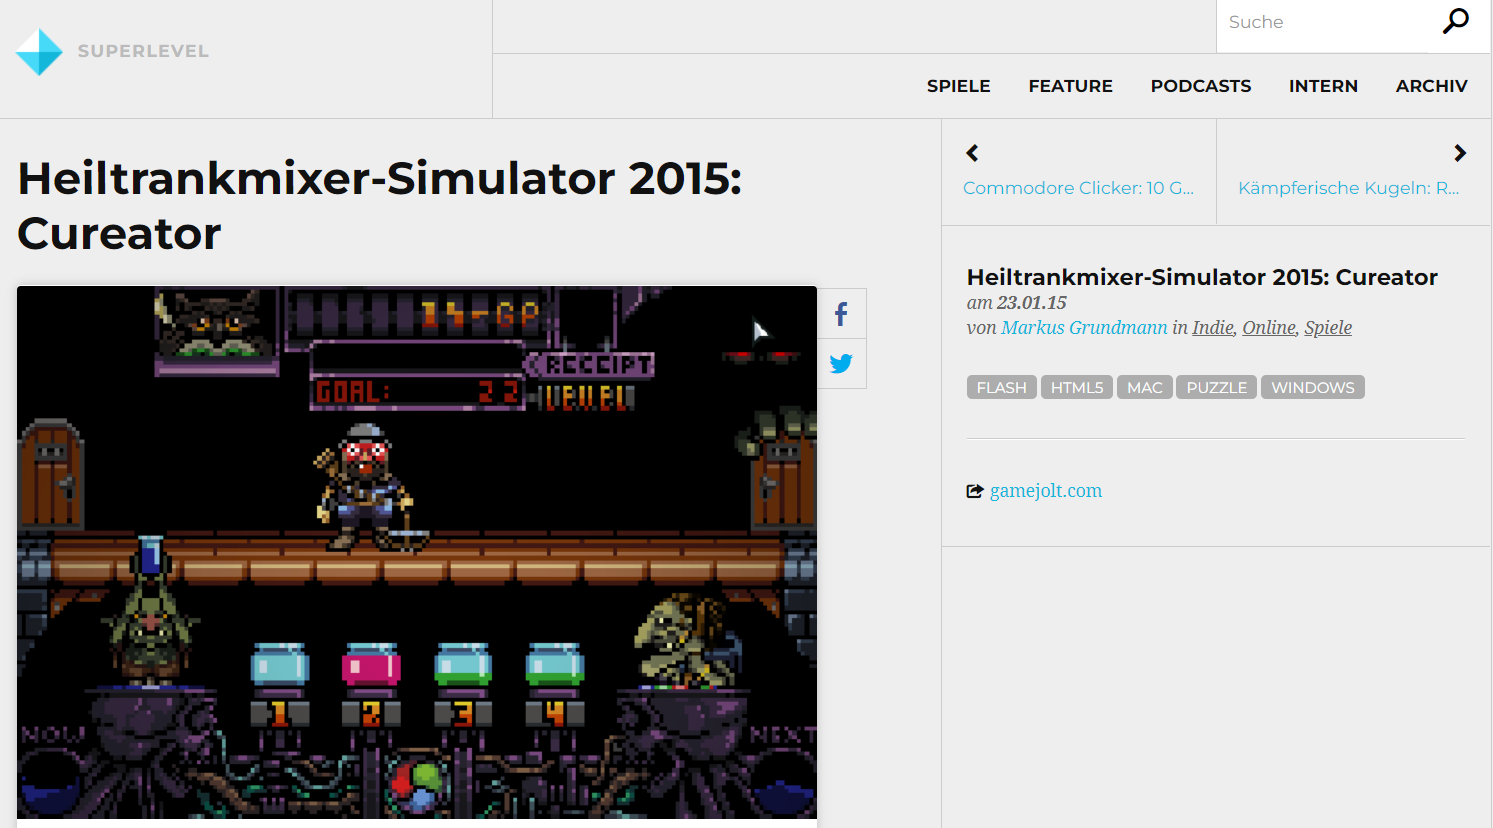 SUPERLEVEL
Suche
SPIELE FEATURE PODCASTS INTERN ARCHIV
Heiltrankmixer-Simulator 2015:
Cureator
14-GP
RECEIPT
GOAL: 22
LEVEL
1 2 3 4
NOW NEXT
Commodore Clicker: 10 G...
Kämpferische Kugeln: R...
Heiltrankmixer-Simulator 2015: Cureator
am 23.01.15
von Markus Grundmann in Indie, Online, Spiele
FLASH HTML5 MAC PUZZLE WINDOWS
gamejolt.com